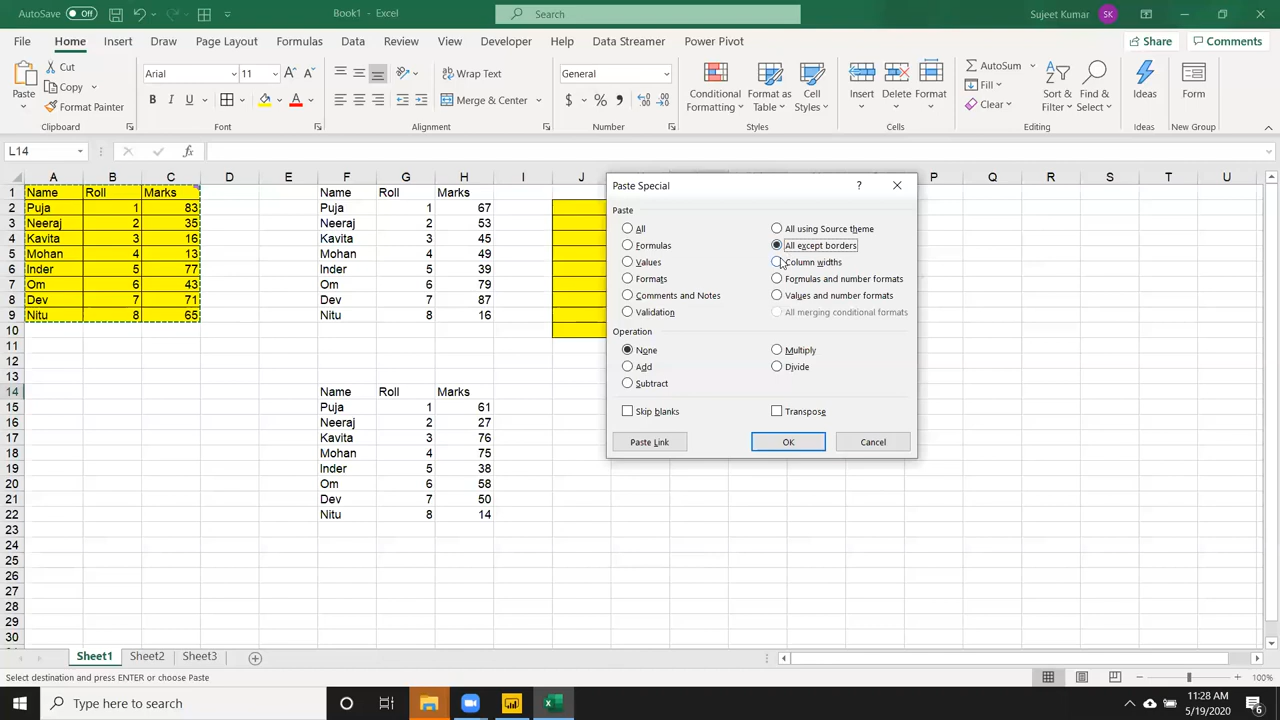 AutoSave Off Book1 - Excel Search Sujeet Kumar SK
File Home Insert Draw Page Layout Formulas Data Review View Developer Help Data Streamer Power Pivot Share Comments
Paste Cut Copy Format Painter Clipboard
Arial 11 B I U A Font
Wrap Text Merge & Center Alignment
General $ % , Number
Conditional Formatting Format as Table Cell Styles Styles
Insert Delete Format Cells
AutoSum Fill Clear Sort & Filter Find & Select Editing
Ideas Ideas
Form New Group
L14 fx
A B C D E F G H I J P Q R S T U
1 Name Roll Marks Name Roll Marks
2 Puja 1 83 Puja 1 67
3 Neeraj 2 35 Neeraj 2 53
4 Kavita 3 16 Kavita 3 45
5 Mohan 4 13 Mohan 4 49
6 Inder 5 77 Inder 5 39
7 Om 6 43 Om 6 79
8 Dev 7 71 Dev 7 87
9 Nitu 8 65 Nitu 8 16
10
11
12
13
14 Name Roll Marks
15 Puja 1 61
16 Neeraj 2 27
17 Kavita 3 76
18 Mohan 4 75
19 Inder 5 38
20 Om 6 58
21 Dev 7 50
22 Nitu 8 14
23
24
25
26
27
28
29
30
Paste Special ?
Paste
All All using Source theme
Formulas All except borders
Values Column widths
Formats Formulas and number formats
Comments and Notes Values and number formats
Validation All merging conditional formats
Operation
None Multiply
Add Divide
Subtract
Skip blanks Transpose
Paste Link OK Cancel
Sheet1 Sheet2 Sheet3
Select destination and press ENTER or choose Paste 100%
Type here to search
11:28 AM
5/19/2020
6